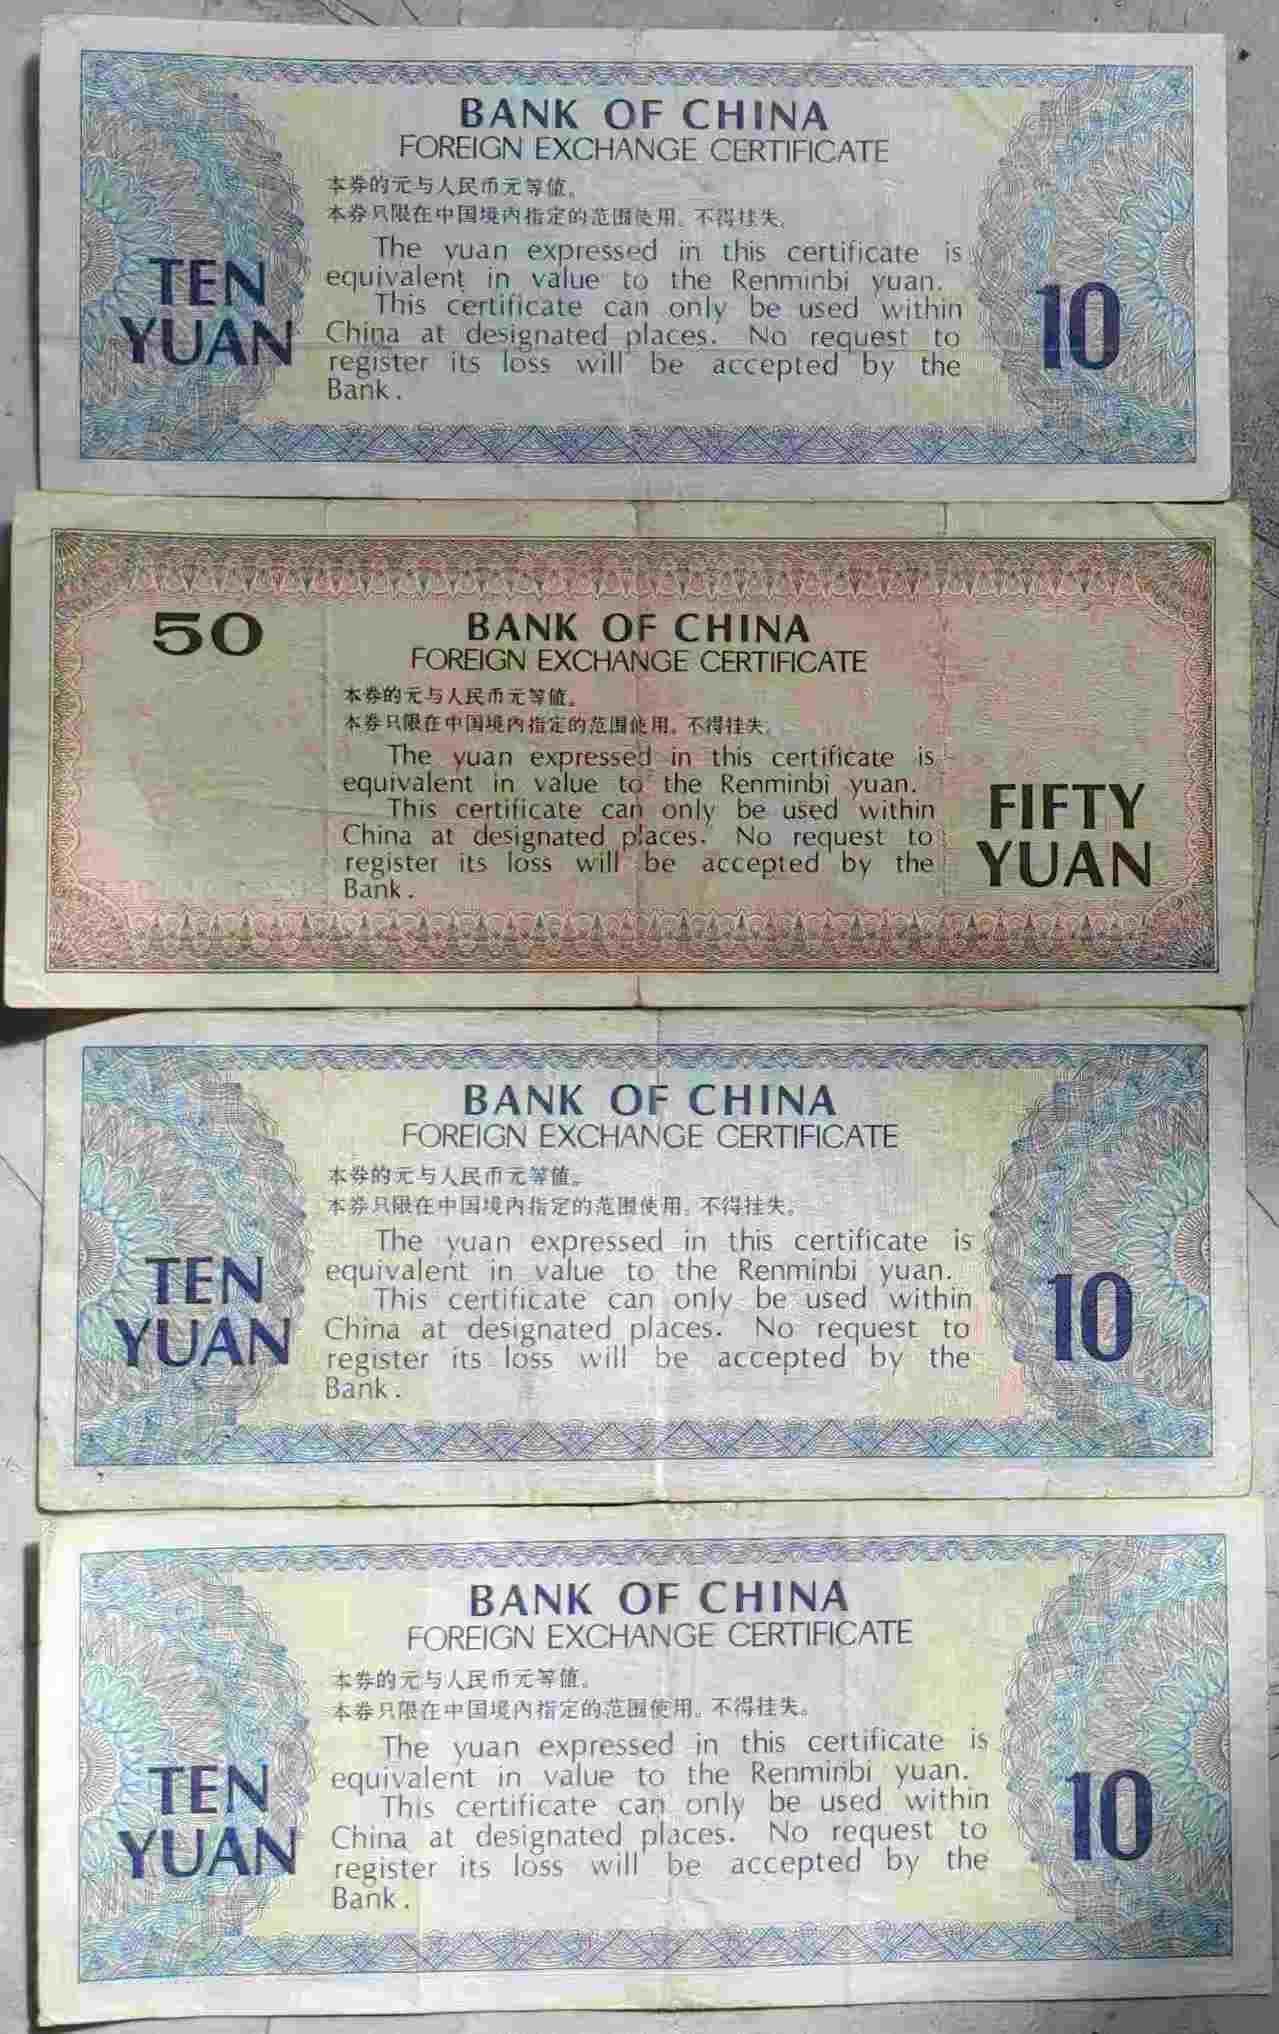 BANK OF CHINA
FOREIGN EXCHANGE CERTIFICATE
本券的元与人民币元等值。
本券只限在中国境内指定的范围使用。不得挂失。
The yuan expressed in this certificate is
equivalent in value to the Renminbi yuan.
This certificate can only be used within
China at designated places. No request to
register its loss will be accepted by the
Bank.
TEN
YUAN
10
50
BANK OF CHINA
FOREIGN EXCHANGE CERTIFICATE
本券的元与人民币元等值。
本券只限在中国境内指定的范围使用。不得挂失。
The yuan expressed in this certificate is
equivalent in value to the Renminbi yuan.
This certificate can only be used within
China at designated places. No request to
register its loss will be accepted by the
Bank.
FIFTY
YUAN
BANK OF CHINA
FOREIGN EXCHANGE CERTIFICATE
本券的元与人民币元等值。
本券只限在中国境内指定的范围使用。不得挂失。
The yuan expressed in this certificate is
equivalent in value to the Renminbi yuan.
This certificate can only be used within
China at designated places. No request to
register its loss will be accepted by the
Bank.
TEN
YUAN
10
BANK OF CHINA
FOREIGN EXCHANGE CERTIFICATE
本券的元与人民币元等值。
本券只限在中国境内指定的范围使用。不得挂失。
The yuan expressed in this certificate is
equivalent in value to the Renminbi yuan.
This certificate can only be used within
China at designated places. No request to
register its loss will be accepted by the
Bank.
TEN
YUAN
10